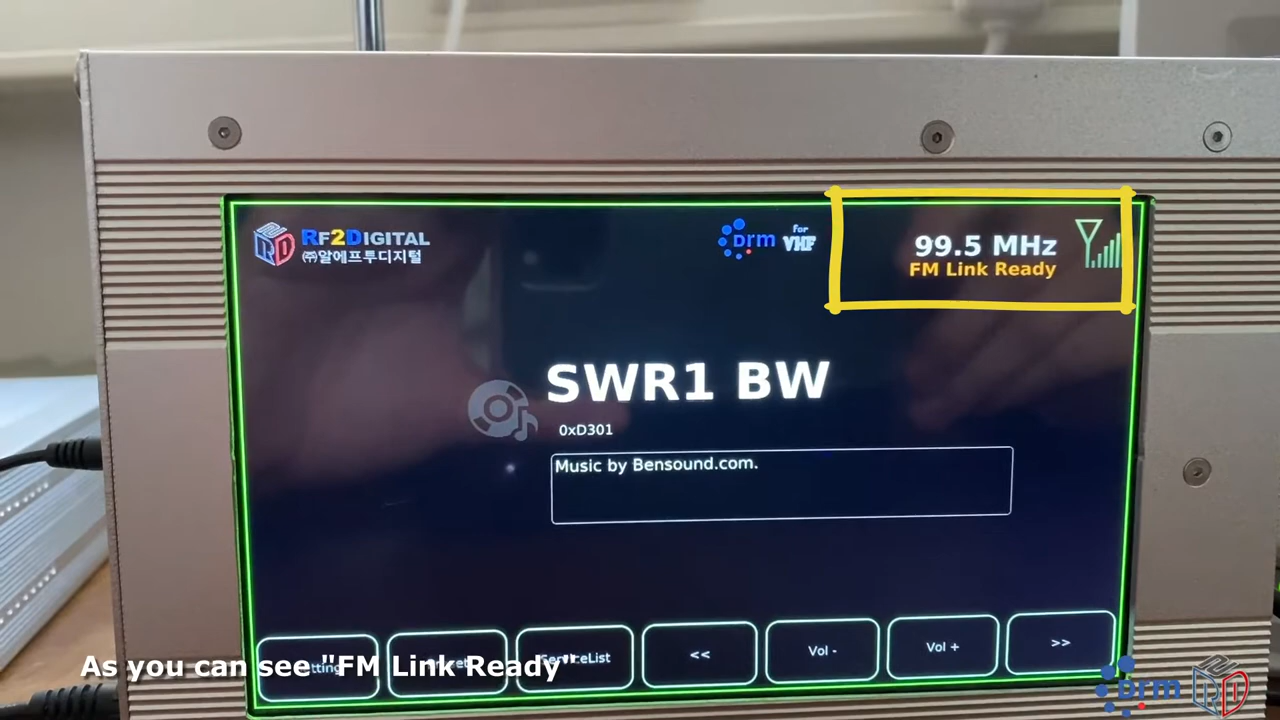 RF2DIGITAL
㈜알에프투디지털
Drm for VHF
99.5 MHz
FM Link Ready
SWR1 BW
0xD301
Music by Bensound.com.
ServiceList
<<
Vol -
Vol +
>>
As you can see "FM Link Ready"
Drm